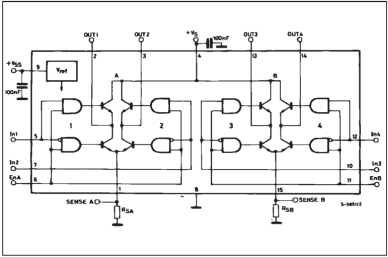 OUT1 OUT2 +Vs 100nF OUT3 OUT4
2 3 4 13 14
+VSS 9 Vref A B
100nF
1 2 3 4
In1 5 12 In4
In2 7 10 In3
EnA 6 11 EnB
1 8 15
SENSE A SENSE B S-5851/2
RSA RSB